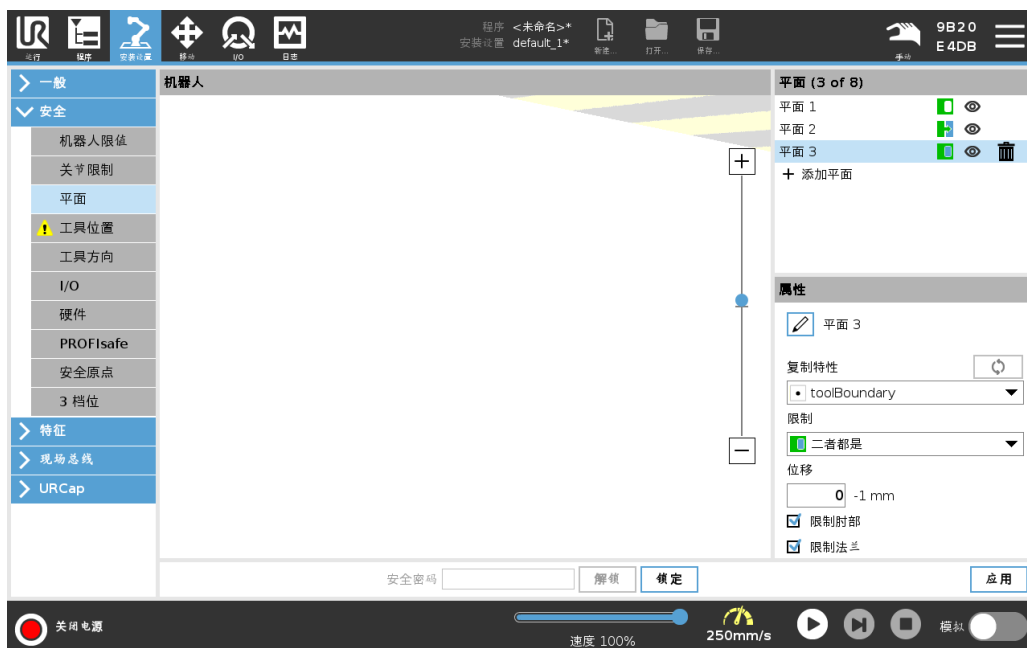 UR
运行
程序
安装设置
移动
I/O
日志
程序 <未命名>*
安装设置 default_1*
新建...
打开...
保存...
手动
9B20
E4DB
一般
安全
机器人限值
关节限制
平面
工具位置
工具方向
I/O
硬件
PROFIsafe
安全原点
3 档位
特征
现场总线
URCap
机器人
平面 (3 of 8)
平面 1
平面 2
平面 3
添加平面
属性
平面 3
复制特性
toolBoundary
限制
二者都是
位移
0 -1 mm
限制肘部
限制法兰
安全密码
解锁
锁定
应用
关闭电源
速度 100%
250mm/s
模拟